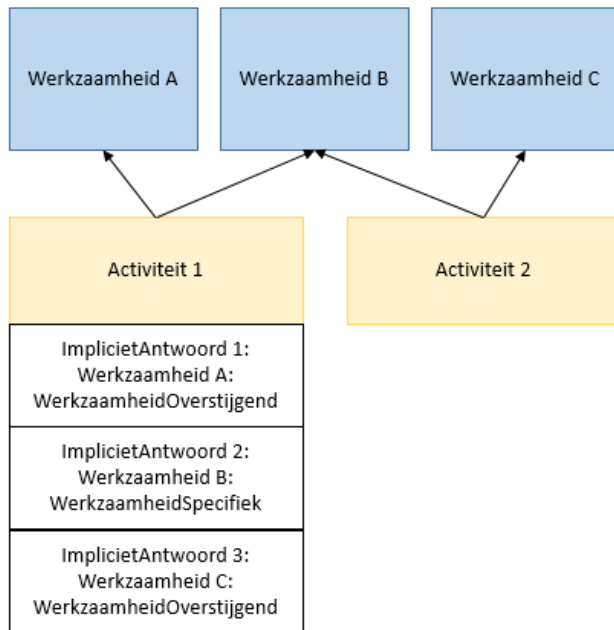 Werkzaamheid A
Werkzaamheid B
Werkzaamheid C
Activiteit 1
Activiteit 2
ImplicietAntwoord 1:
Werkzaamheid A:
WerkzaamheidOverstijgend
ImplicietAntwoord 2:
Werkzaamheid B:
WerkzaamheidSpecifiek
ImplicietAntwoord 3:
Werkzaamheid C:
WerkzaamheidOverstijgend